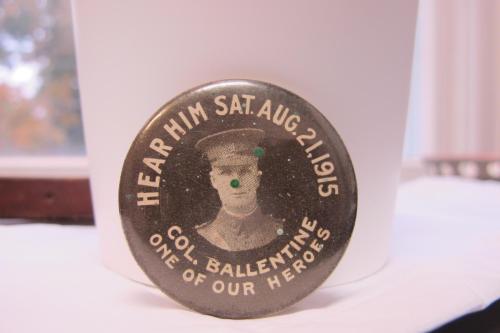 HEAR HIM SAT. AUG. 21. 1915
COL. BALLENTINE
ONE OF OUR HEROES